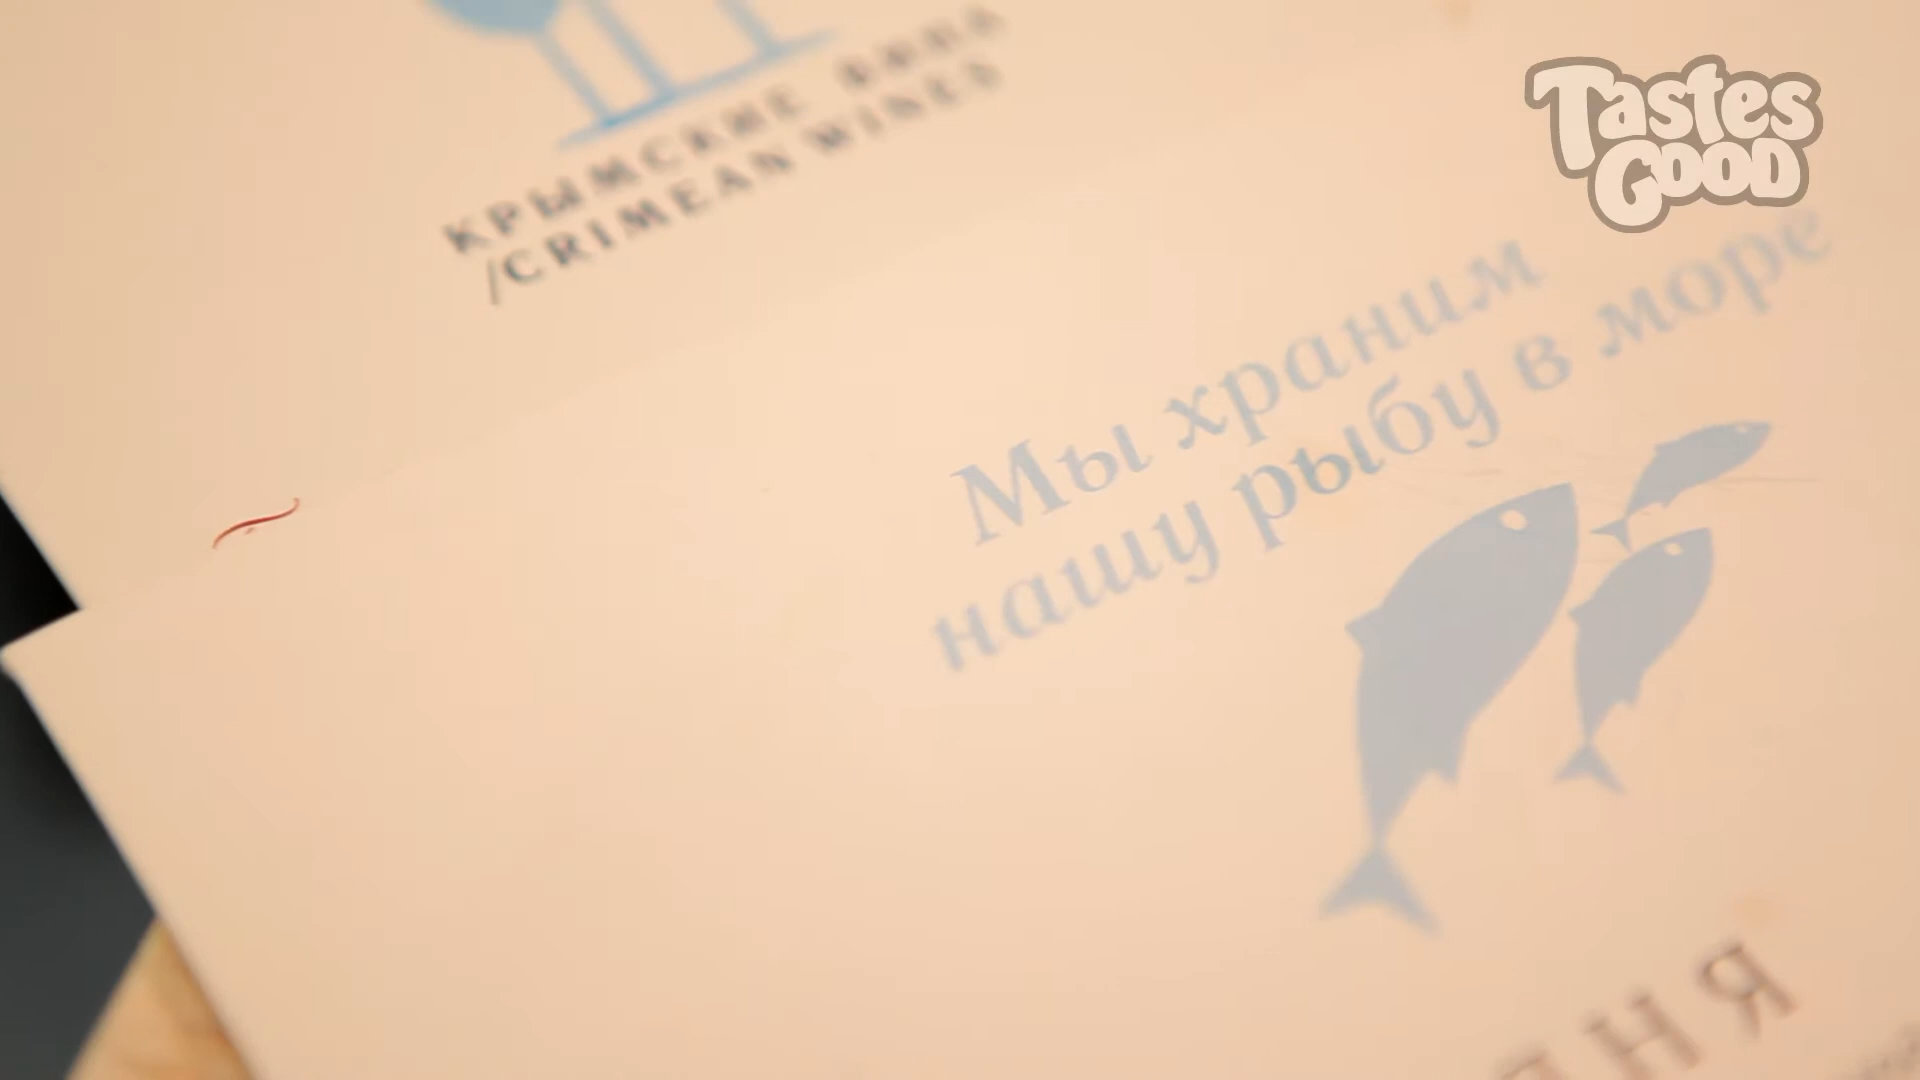 КРЫМСКИЕ ВИНА
/CRIMEAN WINES
Tastes
GOOD
Мы храним
нашу рыбу в море